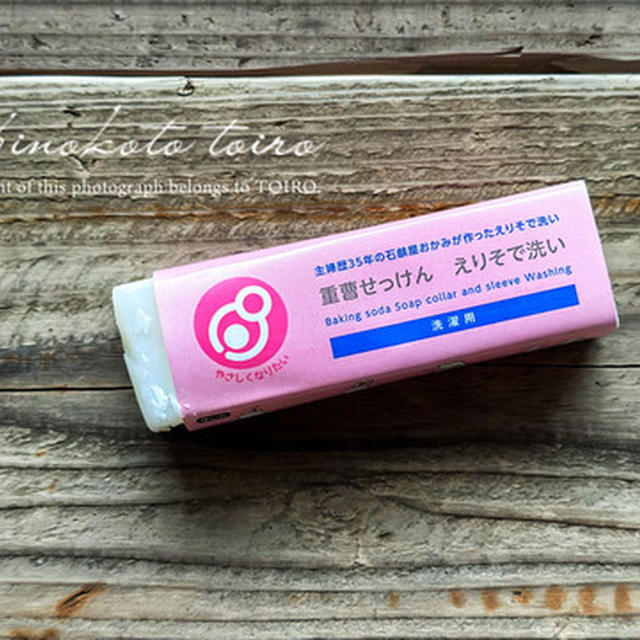 inokoto toiro
nt of this photograph belongs to TOIRO.
主婦歴35年の石鹸屋おかみが作ったえりそで洗い
重曹せっけん えりそで洗い
Baking soda Soap collar and sleeve Washing
洗濯用
やさしくなりたい